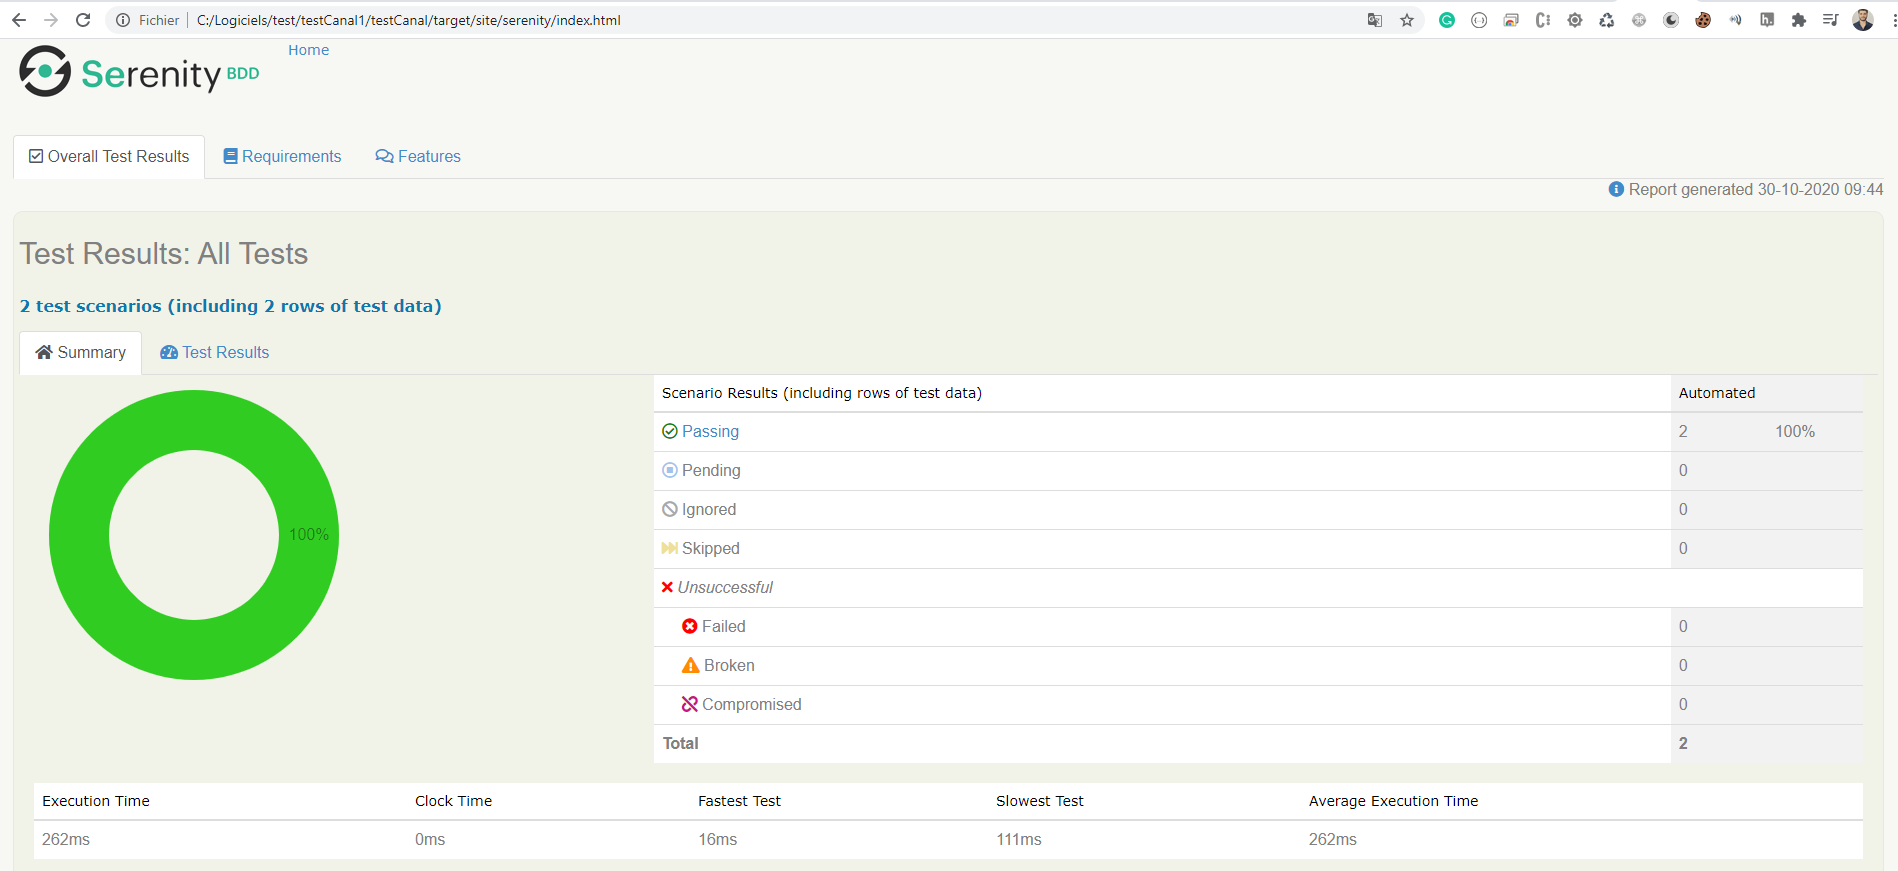 Fichier C:/Logiciels/test/testCanal1/testCanal/target/site/serenity/index.html
Serenity BDD
Home
Overall Test Results
Requirements
Features
Report generated 30-10-2020 09:44
Test Results: All Tests
2 test scenarios (including 2 rows of test data)
Summary
Test Results
100%
Scenario Results (including rows of test data) Automated
Passing 2 100%
Pending 0
Ignored 0
Skipped 0
Unsuccessful
Failed 0
Broken 0
Compromised 0
Total 2
Execution Time Clock Time Fastest Test Slowest Test Average Execution Time
262ms 0ms 16ms 111ms 262ms